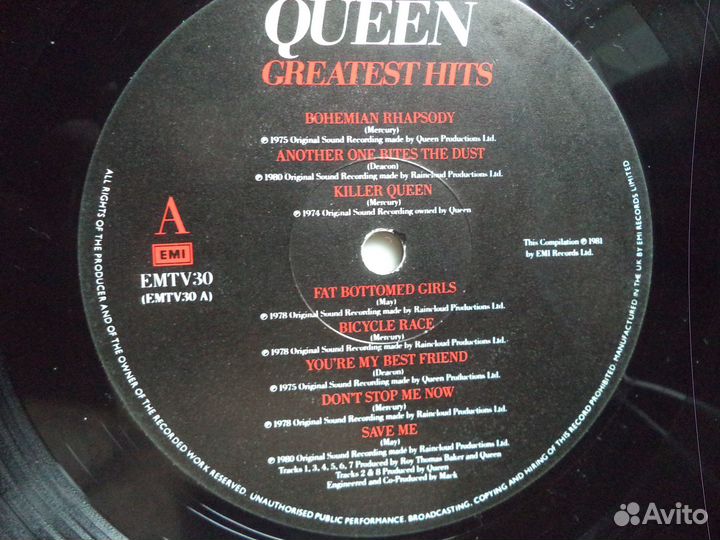 QUEEN
GREATEST HITS
BOHEMIAN RHAPSODY
(Mercury)
℗ 1975 Original Sound Recording made by Queen Productions Ltd.
ANOTHER ONE BITES THE DUST
(Deacon)
℗ 1980 Original Sound Recording made by Raincloud Productions Ltd.
KILLER QUEEN
(Mercury)
℗ 1974 Original Sound Recording owned by Queen
A
EMI
EMTV30
(EMTV30 A)
This Compilation ℗ 1981
by EMI Records Ltd.
FAT BOTTOMED GIRLS
(May)
℗ 1978 Original Sound Recording made by Raincloud Productions Ltd.
BICYCLE RACE
(Mercury)
℗ 1978 Original Sound Recording made by Raincloud Productions Ltd.
YOU'RE MY BEST FRIEND
(Deacon)
℗ 1975 Original Sound Recording made by Queen Productions Ltd.
DON'T STOP ME NOW
(Mercury)
℗ 1978 Original Sound Recording made by Raincloud Productions Ltd.
SAVE ME
(May)
℗ 1980 Original Sound Recording made by Raincloud Productions Ltd.
Tracks 1, 3, 4, 5, 6, 7 Produced by Roy Thomas Baker and Queen
Tracks 2 & 8 Produced by Queen
Engineered and Co-Produced by Mack
ALL RIGHTS OF THE PRODUCER AND OF THE OWNER OF THE RECORDED WORK RESERVED. UNAUTHORISED PUBLIC PERFORMANCE. BROADCASTING, COPYING AND HIRING OF THIS RECORD PROHIBITED. MANUFACTURED IN THE UK BY EMI RECORDS LIMITED
Avito